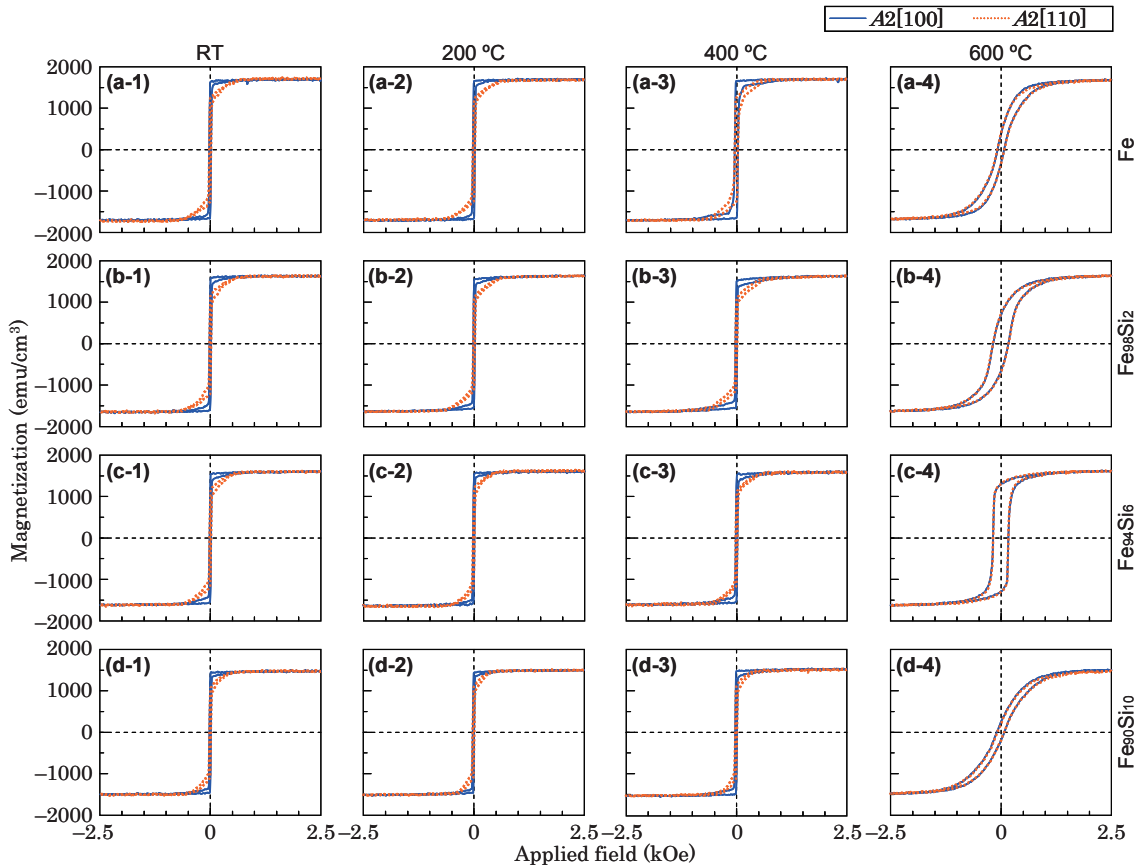 A2[100] A2[110]
RT 200 ºC 400 ºC 600 ºC
2000 (a-1) (a-2) (a-3) (a-4)
1000
0
−1000
−2000
Fe
2000 (b-1) (b-2) (b-3) (b-4)
1000
0
−1000
−2000
Fe98Si2
2000 (c-1) (c-2) (c-3) (c-4)
1000
0
−1000
−2000
Fe94Si6
2000 (d-1) (d-2) (d-3) (d-4)
1000
0
−1000
−2000
Fe90Si10
Magnetization (emu/cm³)
−2.5 0 2.5 −2.5 0 2.5 −2.5 0 2.5 −2.5 0 2.5
Applied field (kOe)